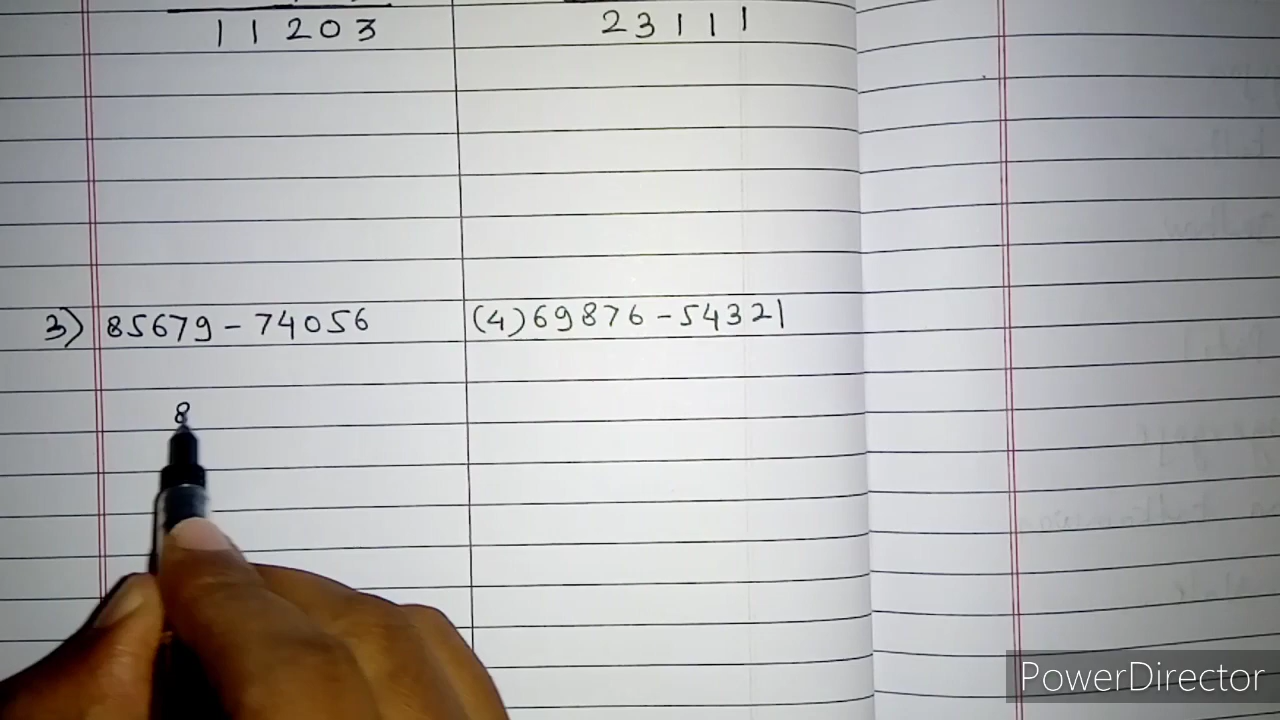 11203
23111
3) 85679 - 74056
(4) 69876 - 54321
8
PowerDirector